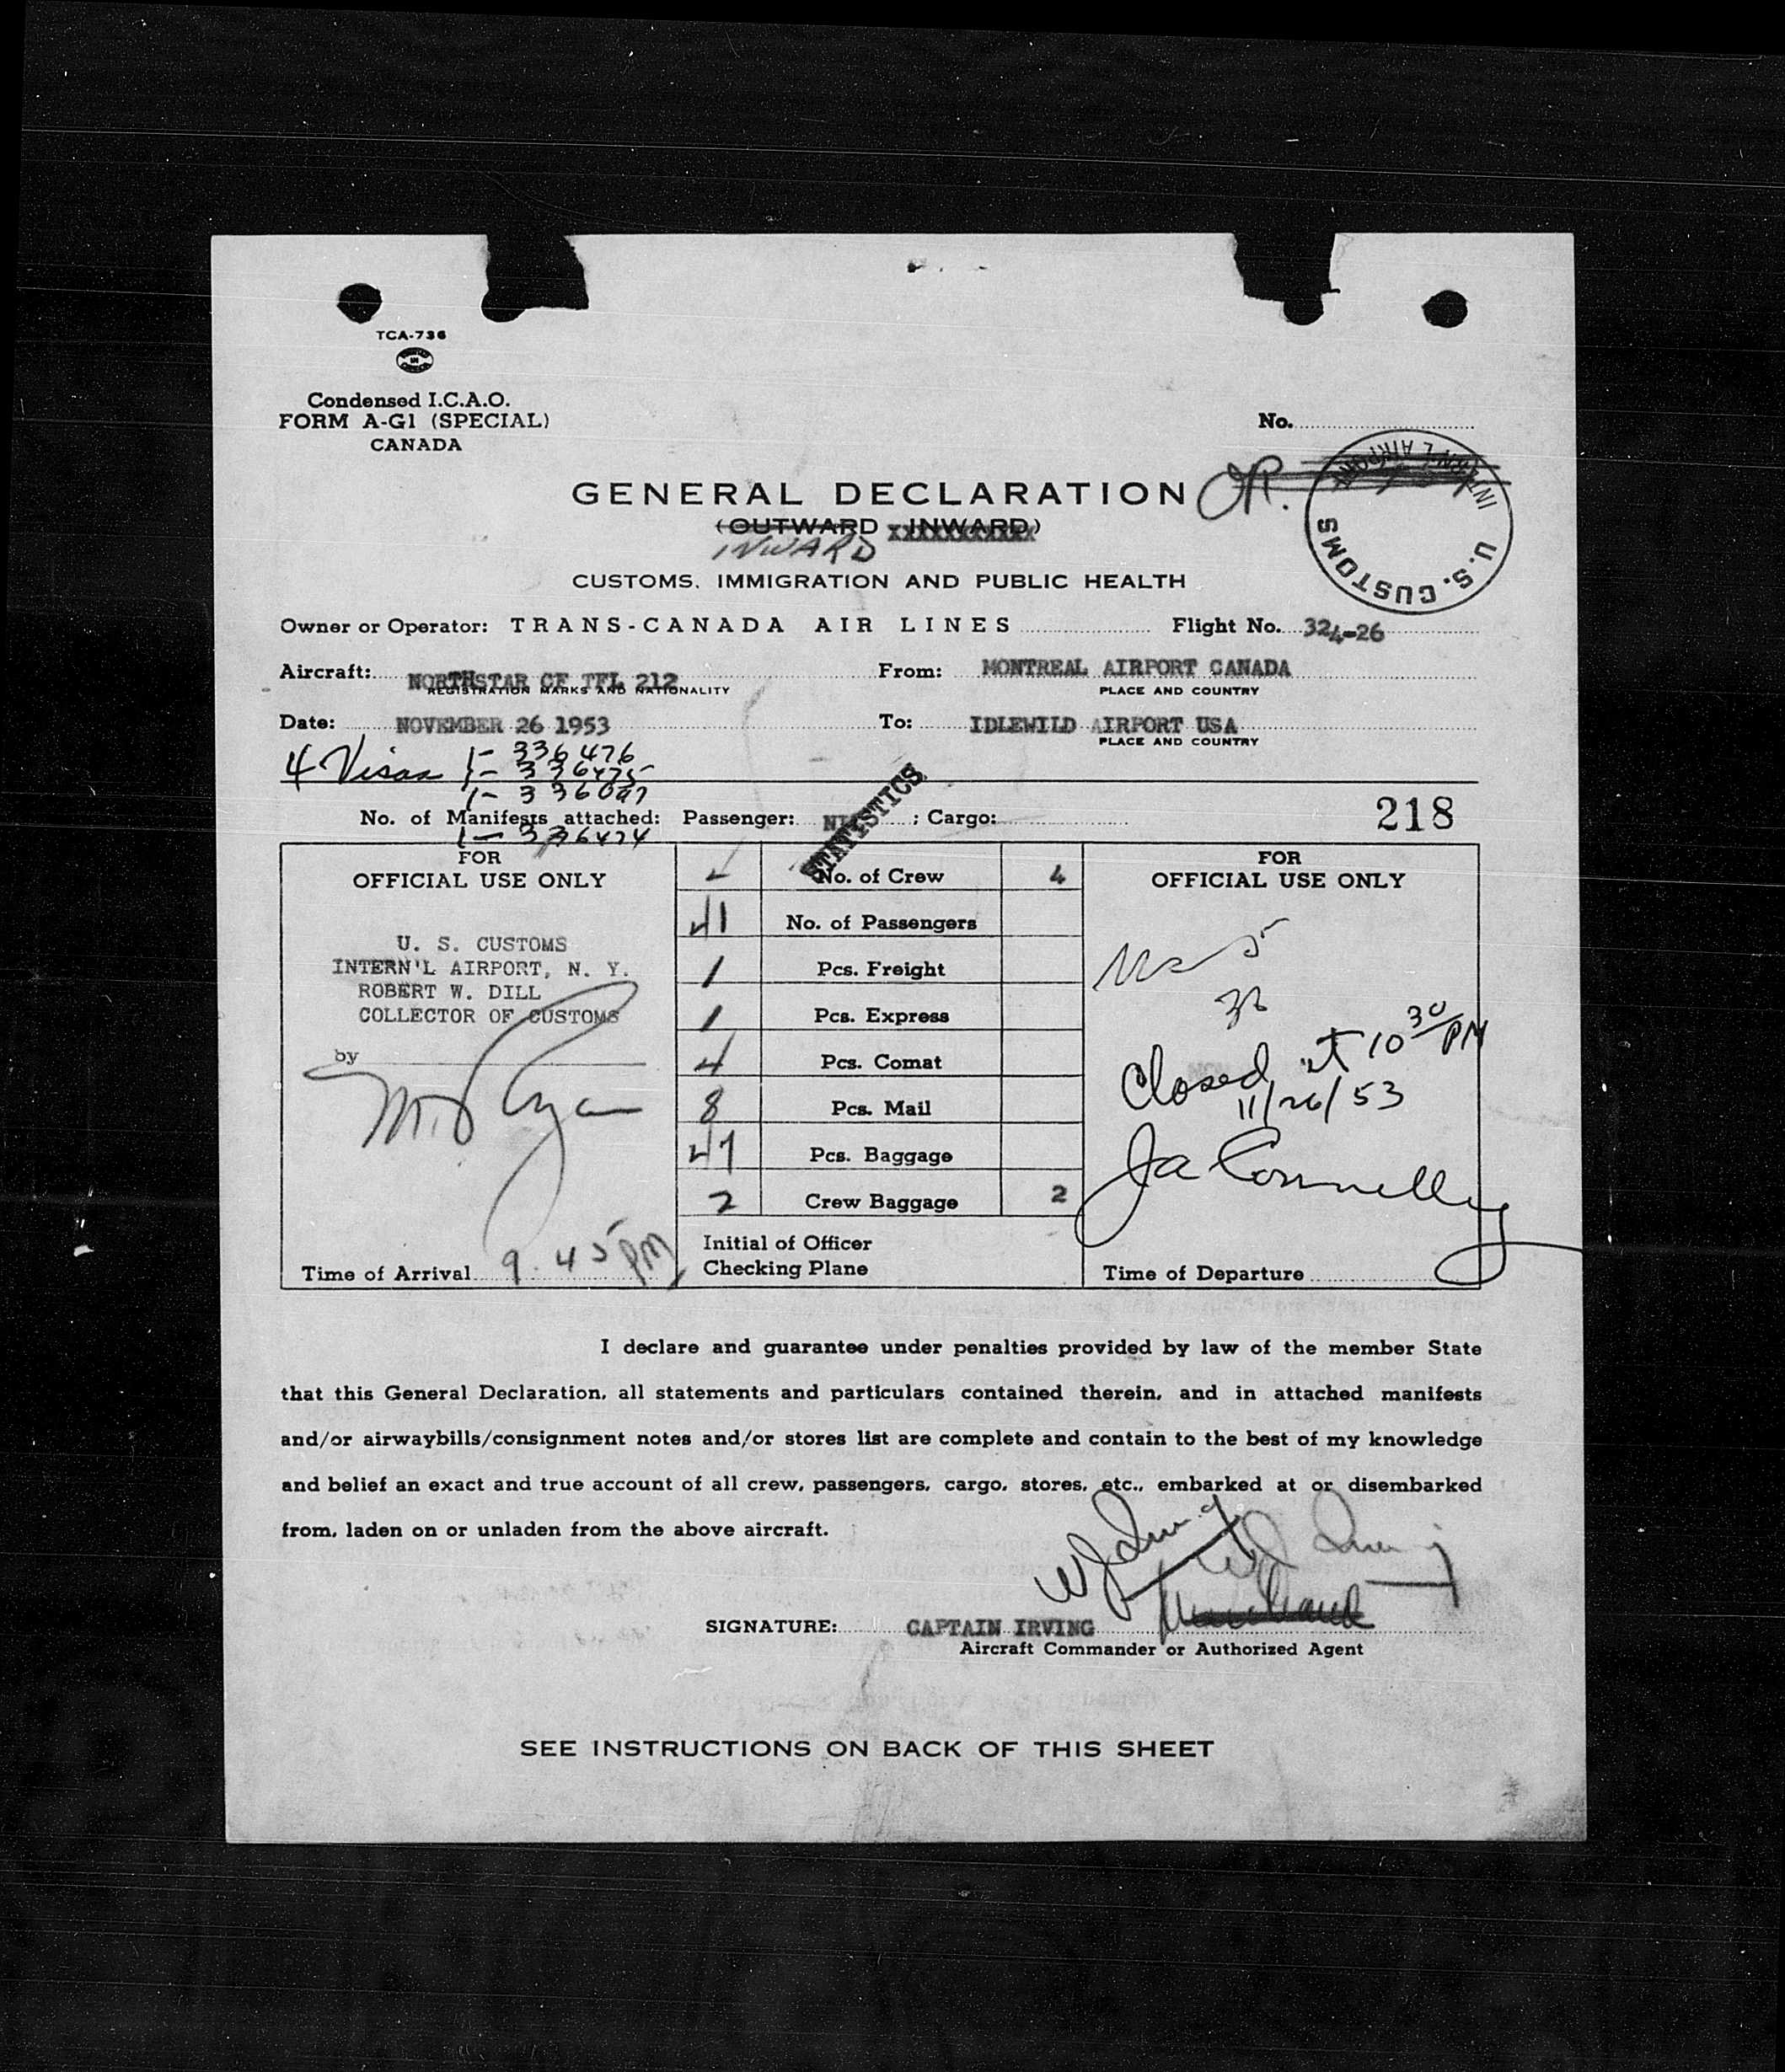 TCA-736
Condensed I.C.A.O.
FORM A-G1 (SPECIAL)
CANADA
No.
GENERAL DECLARATION
(OUTWARD - INWARD)
INWARD
INTERN'L AIRPORT
U.S. CUSTOMS
CUSTOMS, IMMIGRATION AND PUBLIC HEALTH
Owner or Operator: TRANS-CANADA AIR LINES Flight No. 324-26
Aircraft: NORTHSTAR CF TFL 212 From: MONTREAL AIRPORT CANADA
REGISTRATION MARKS AND NATIONALITY PLACE AND COUNTRY
Date: NOVEMBER 26 1953 To: IDLEWILD AIRPORT USA
PLACE AND COUNTRY
4 Visas 1- 336476
1- 336475
1- 336097
No. of Manifests attached: Passenger: ; Cargo: 218
1- 336474
STATISTICS
FOR
OFFICIAL USE ONLY
U. S. CUSTOMS
INTERN'L AIRPORT, N. Y.
ROBERT W. DILL
COLLECTOR OF CUSTOMS
by
Time of Arrival 9.45 PM
No. of Crew 4
41 No. of Passengers
1 Pcs. Freight
1 Pcs. Express
4 Pcs. Comat
8 Pcs. Mail
47 Pcs. Baggage
2 Crew Baggage 2
Initial of Officer
Checking Plane
FOR
OFFICIAL USE ONLY
Closed at 10 30 PM
11/26/53
Ja Connelly
Time of Departure
I declare and guarantee under penalties provided by law of the member State
that this General Declaration, all statements and particulars contained therein, and in attached manifests
and/or airwaybills/consignment notes and/or stores list are complete and contain to the best of my knowledge
and belief an exact and true account of all crew, passengers, cargo, stores, etc., embarked at or disembarked
from, laden on or unladen from the above aircraft.
WJ Irving
SIGNATURE: CAPTAIN IRVING
Aircraft Commander or Authorized Agent
SEE INSTRUCTIONS ON BACK OF THIS SHEET